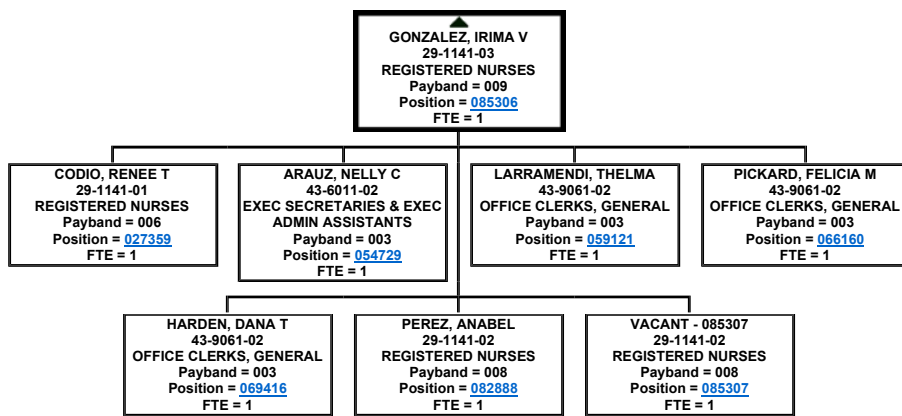 GONZALEZ, IRIMA V
29-1141-03
REGISTERED NURSES
Payband = 009
Position = 085306
FTE = 1
CODIO, RENEE T
29-1141-01
REGISTERED NURSES
Payband = 006
Position = 027359
FTE = 1
ARAUZ, NELLY C
43-6011-02
EXEC SECRETARIES & EXEC
ADMIN ASSISTANTS
Payband = 003
Position = 054729
FTE = 1
LARRAMENDI, THELMA
43-9061-02
OFFICE CLERKS, GENERAL
Payband = 003
Position = 059121
FTE = 1
PICKARD, FELICIA M
43-9061-02
OFFICE CLERKS, GENERAL
Payband = 003
Position = 066160
FTE = 1
HARDEN, DANA T
43-9061-02
OFFICE CLERKS, GENERAL
Payband = 003
Position = 069416
FTE = 1
PEREZ, ANABEL
29-1141-02
REGISTERED NURSES
Payband = 008
Position = 082888
FTE = 1
VACANT - 085307
29-1141-02
REGISTERED NURSES
Payband = 008
Position = 085307
FTE = 1